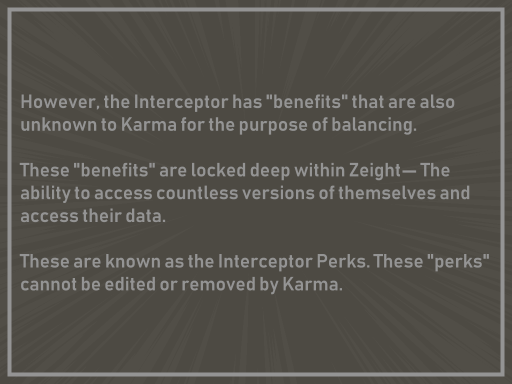 However, the Interceptor has "benefits" that are also
unknown to Karma for the purpose of balancing.
These "benefits" are locked deep within Zeight— The
ability to access countless versions of themselves and
access their data.
These are known as the Interceptor Perks. These "perks"
cannot be edited or removed by Karma.